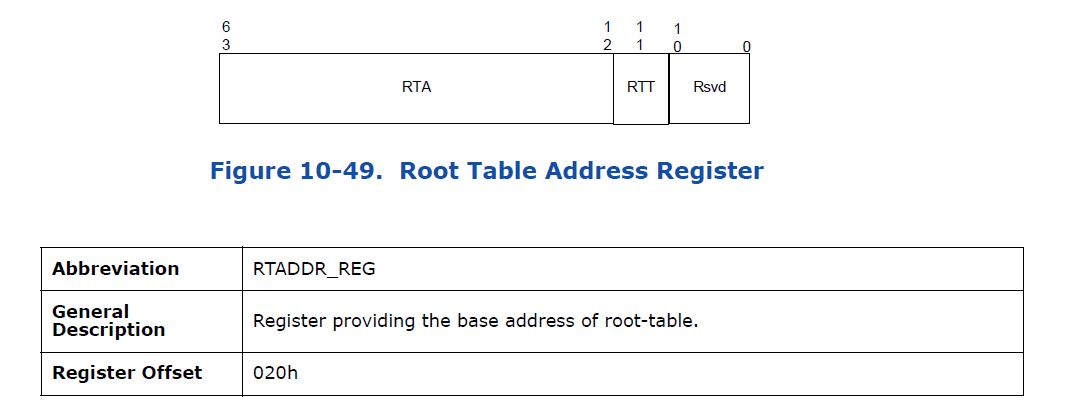 6 1 1 1
3 2 1 0 0
RTA RTT Rsvd
Figure 10-49. Root Table Address Register
Abbreviation RTADDR_REG
General
Description Register providing the base address of root-table.
Register Offset 020h